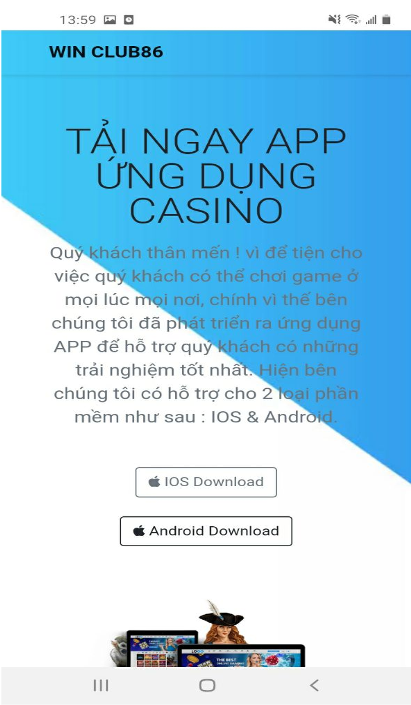 13:59
WIN CLUB86
TẢI NGAY APP
ỨNG DỤNG
CASINO
Quý khách thân mến ! vì để tiện cho
việc quý khách có thể chơi game ở
mọi lúc mọi nơi, chính vì thế bên
chúng tôi đã phát triển ra ứng dụng
APP để hỗ trợ quý khách có những
trải nghiệm tốt nhất. Hiện bên
chúng tôi có hỗ trợ cho 2 loại phần
mềm như sau : IOS & Android.
IOS Download
Android Download
THE BEST